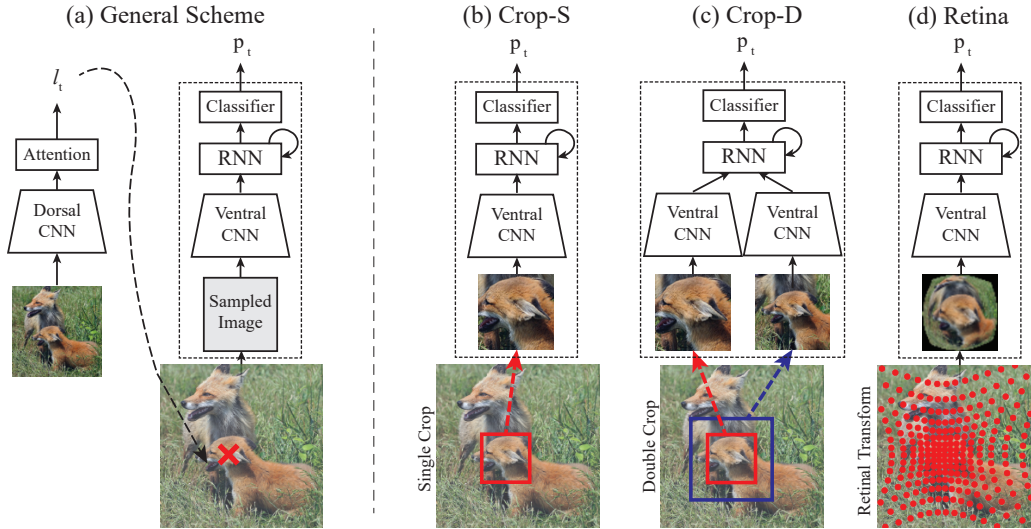 (a) General Scheme
p_t
l_t
Classifier
Attention
RNN
Dorsal
CNN
Ventral
CNN
Sampled
Image
(b) Crop-S
p_t
Classifier
RNN
Ventral
CNN
Single Crop
(c) Crop-D
p_t
Classifier
RNN
Ventral
CNN
Ventral
CNN
Double Crop
(d) Retina
p_t
Classifier
RNN
Ventral
CNN
Retinal Transform